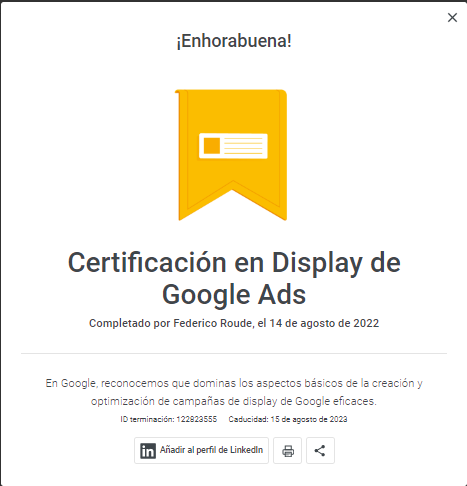 ¡Enhorabuena!
Certificación en Display de
Google Ads
Completado por Federico Roude, el 14 de agosto de 2022
En Google, reconocemos que dominas los aspectos básicos de la creación y
optimización de campañas de display de Google eficaces.
ID terminación: 122823555 Caducidad: 15 de agosto de 2023
in Añadir al perfil de LinkedIn